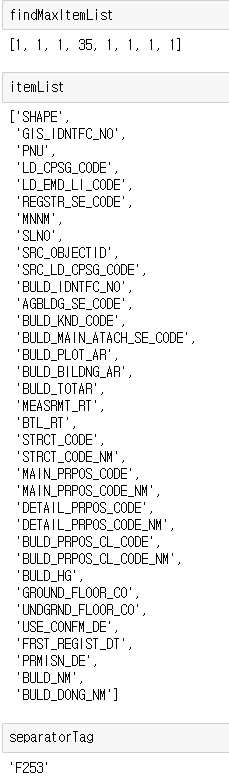 findMaxItemList
[1, 1, 1, 35, 1, 1, 1, 1]
itemList
['SHAPE',
'GIS_IDNTFC_NO',
'PNU',
'LD_CPSG_CODE',
'LD_EMD_LI_CODE',
'REGSTR_SE_CODE',
'MNNM',
'SLNO',
'SRC_OBJECTID',
'SRC_LD_CPSG_CODE',
'BULD_IDNTFC_NO',
'AGBLDG_SE_CODE',
'BULD_KND_CODE',
'BULD_MAIN_ATACH_SE_CODE',
'BULD_PLOT_AR',
'BULD_BILDNG_AR',
'BULD_TOTAR',
'MEASRMT_RT',
'BTL_RT',
'STRCT_CODE',
'STRCT_CODE_NM',
'MAIN_PRPOS_CODE',
'MAIN_PRPOS_CODE_NM',
'DETAIL_PRPOS_CODE',
'DETAIL_PRPOS_CODE_NM',
'BULD_PRPOS_CL_CODE',
'BULD_PRPOS_CL_CODE_NM',
'BULD_HG',
'GROUND_FLOOR_CO',
'UNDGRND_FLOOR_CO',
'USE_CONFM_DE',
'FRST_REGIST_DT',
'PRMISN_DE',
'BULD_NM',
'BULD_DONG_NM']
separatorTag
'F253'